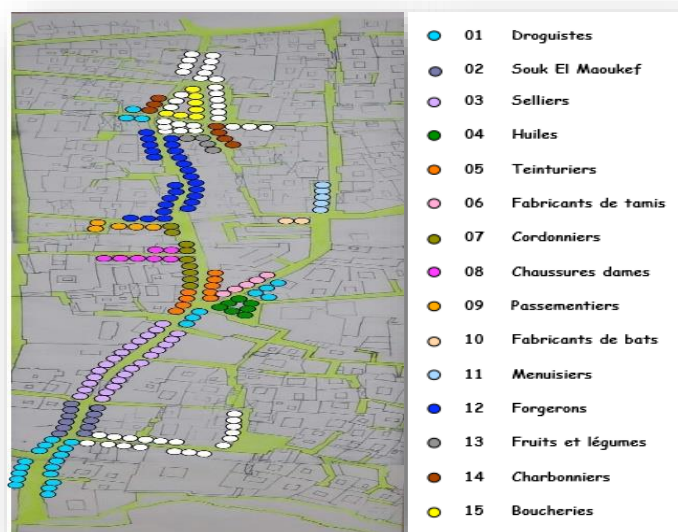 01 Droguistes
02 Souk El Maoukef
03 Selliers
04 Huiles
05 Teinturiers
06 Fabricants de tamis
07 Cordonniers
08 Chaussures dames
09 Passementiers
10 Fabricants de bats
11 Menuisiers
12 Forgerons
13 Fruits et légumes
14 Charbonniers
15 Boucheries